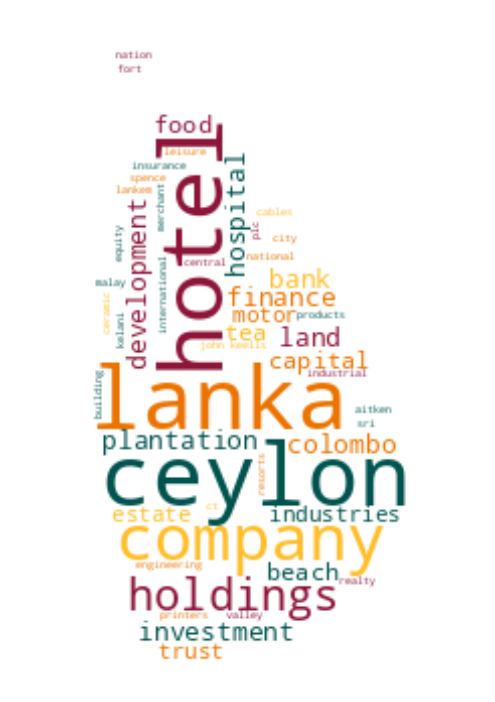 nation
fort
food
leisure
insurance
spence
lankem
merchant
hotel
hospital
development
equity
cables
plc
city
central
national
malay
international
bank
finance
ceramic
kelani
motor
products
tea
land
john keells
capital
industrial
building
lanka
aitken
sri
plantation
colombo
ceylon
resorts
estate
ct
industries
company
engineering
beach
realty
holdings
printers
valley
investment
trust